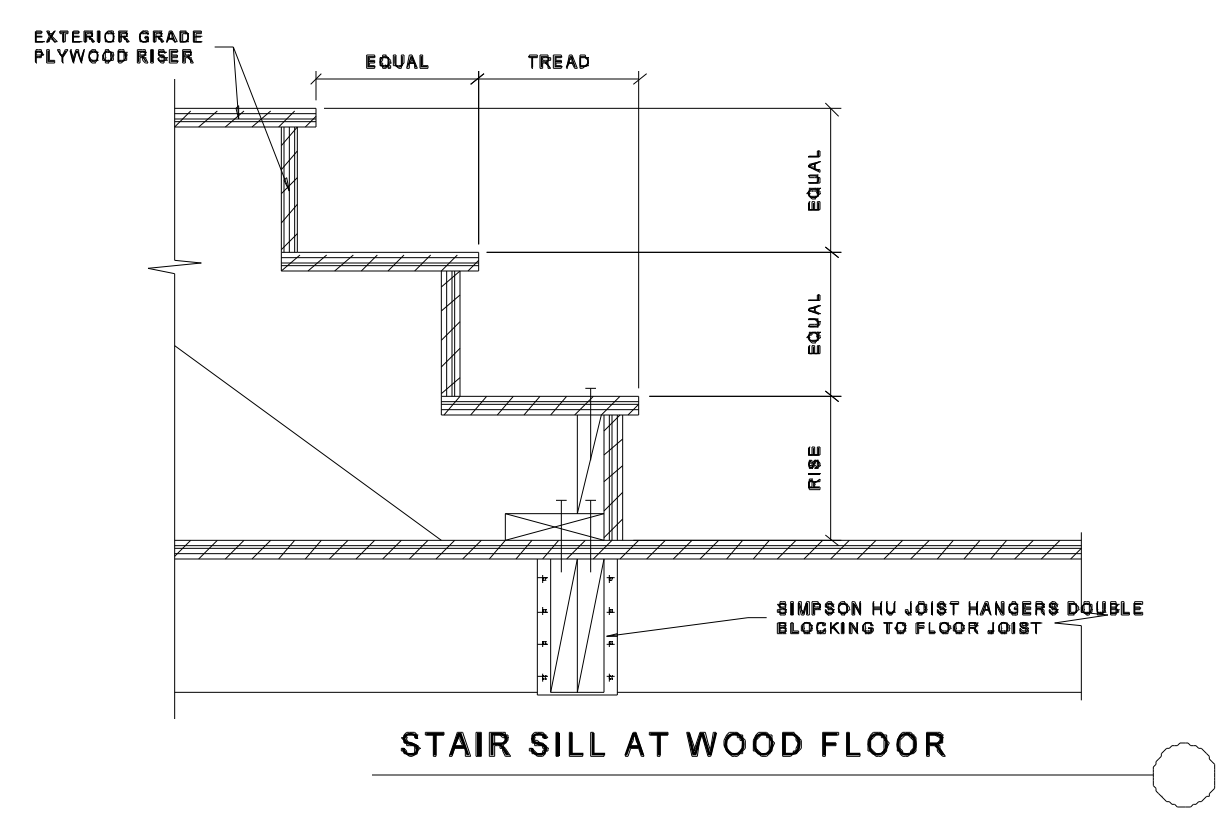 EXTERIOR GRADE
PLYWOOD RISER
EQUAL
TREAD
EQUAL
EQUAL
RISE
SIMPSON HU JOIST HANGERS DOUBLE
BLOCKING TO FLOOR JOIST
STAIR SILL AT WOOD FLOOR